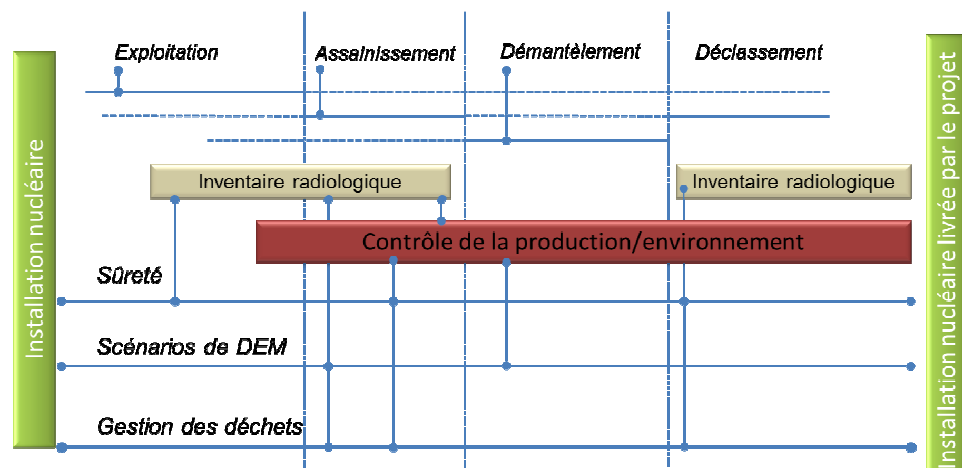 Exploitation
Assainissement
Démantèlement
Déclassement
Installation nucléaire
Inventaire radiologique
Inventaire radiologique
Contrôle de la production/environnement
Sûreté
Scénarios de DEM
Gestion des déchets
Installation nucléaire livrée par le projet